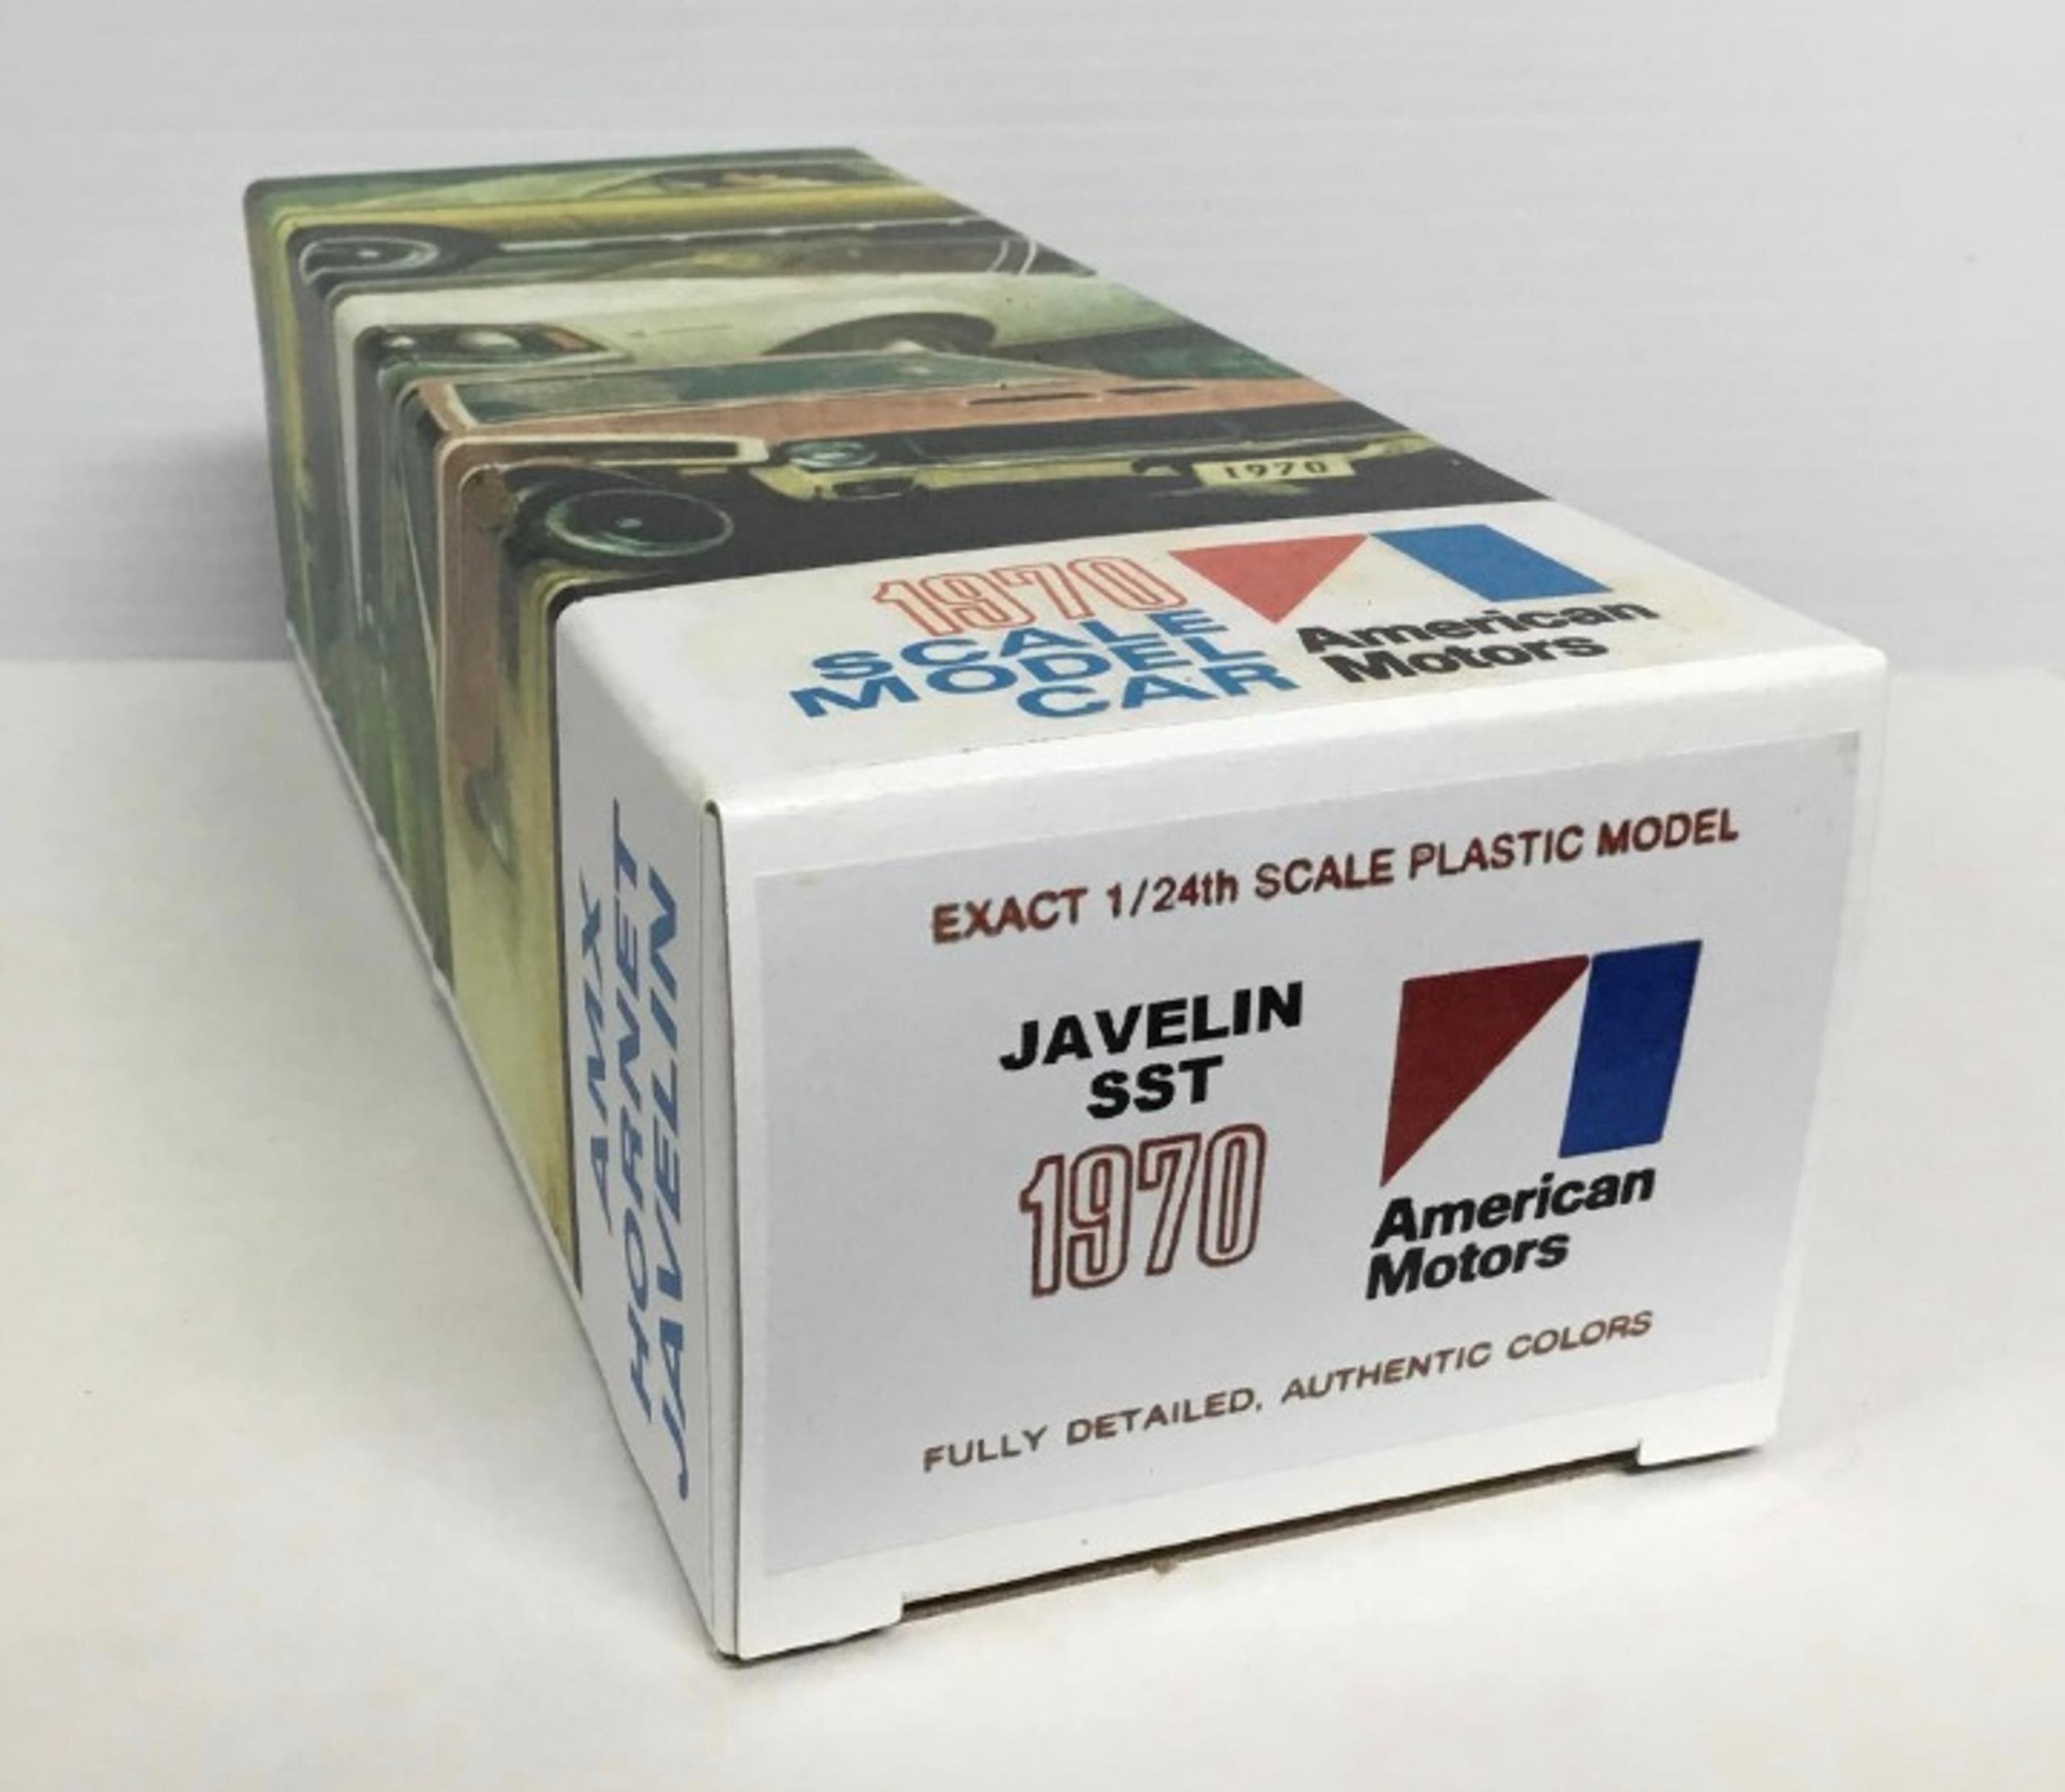 1970
1970
SCALE
MODEL
CAR
American
Motors
AMX
HORNET
JAVELIN
EXACT 1/24th SCALE PLASTIC MODEL
JAVELIN
SST
1970
American
Motors
FULLY DETAILED, AUTHENTIC COLORS